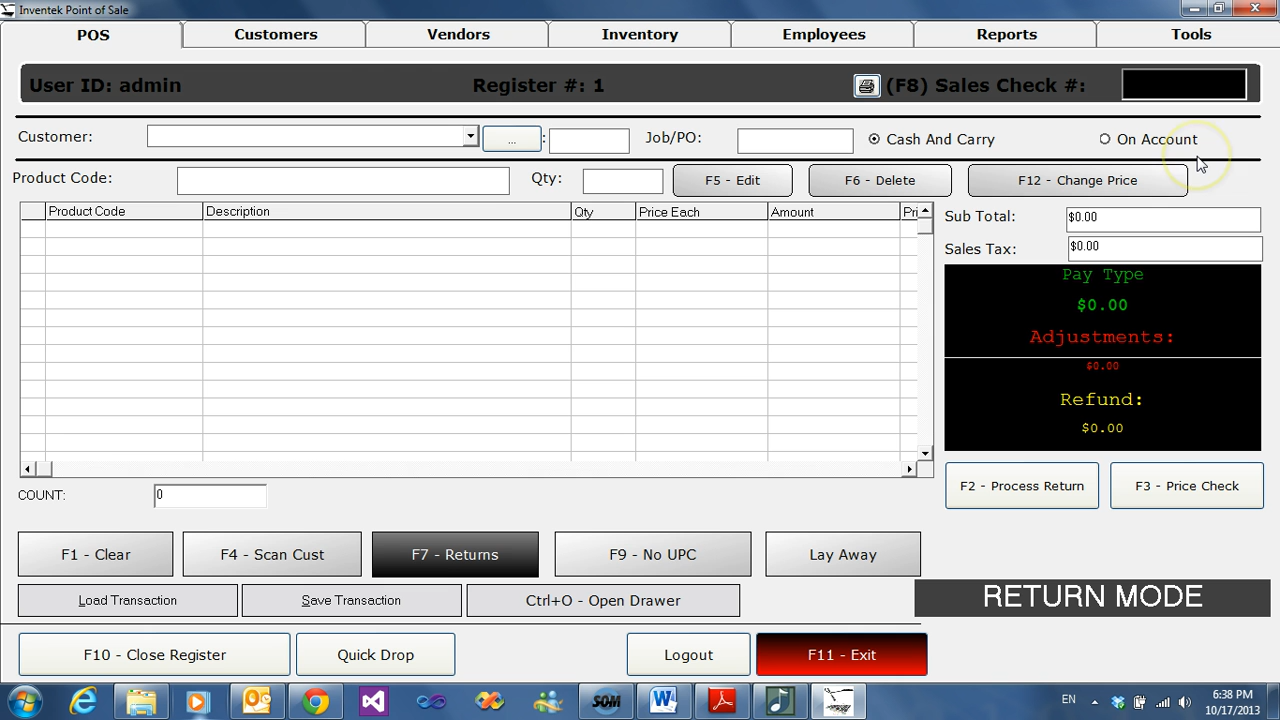 Inventek Point of Sale
POS Customers Vendors Inventory Employees Reports Tools
User ID: admin Register #: 1 (F8) Sales Check #:
Customer: ... : Job/PO: Cash And Carry On Account
Product Code: Qty: F5 - Edit F6 - Delete F12 - Change Price
Product Code Description Qty Price Each Amount Pri
Sub Total: $0.00
Sales Tax: $0.00
Pay Type
$0.00
Adjustments:
$0.00
Refund:
$0.00
F2 - Process Return F3 - Price Check
COUNT: 0
F1 - Clear F4 - Scan Cust F7 - Returns F9 - No UPC Lay Away
Load Transaction Save Transaction Ctrl+O - Open Drawer RETURN MODE
F10 - Close Register Quick Drop Logout F11 - Exit
SOM EN 6:38 PM
10/17/2013